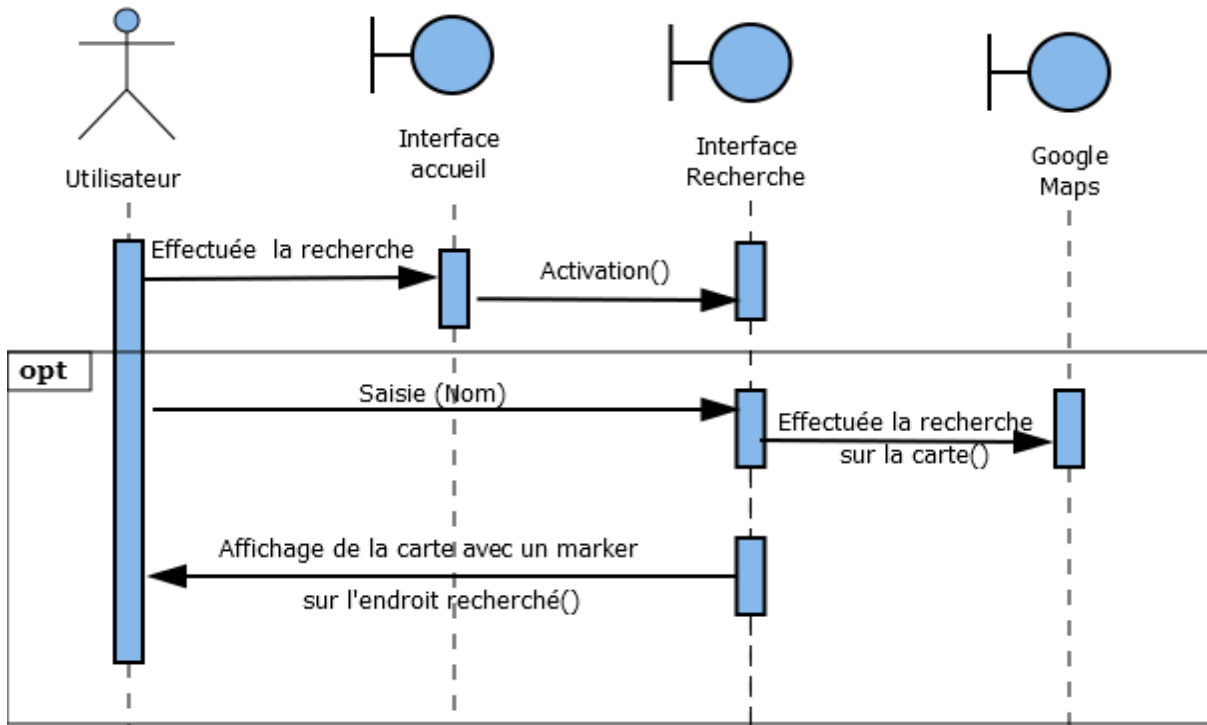 Utilisateur
Interface
accueil
Interface
Recherche
Google
Maps
Effectuée la recherche
Activation()
opt
Saisie (Nom)
Effectuée la recherche
sur la carte()
Affichage de la carte avec un marker
sur l'endroit recherché()